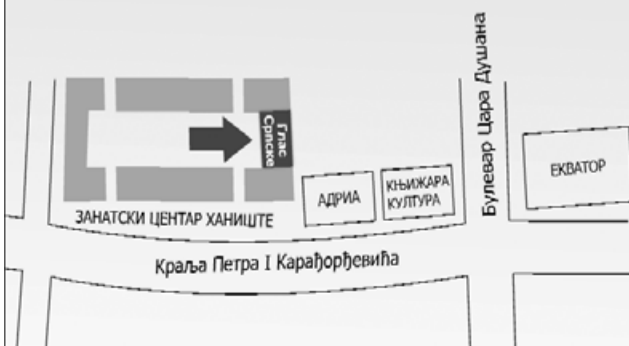 Булевар Цара Душана
Глас
Српске
ЕКВАТОР
АДРИА
КЊИЖАРА
КУЛТУРА
ЗАНАТСКИ ЦЕНТАР ХАНИШТЕ
Краља Петра I Карађорђевића